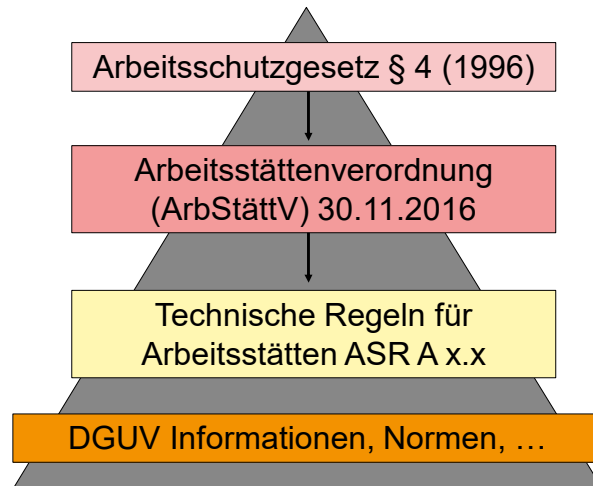 Arbeitsschutzgesetz § 4 (1996)
Arbeitsstättenverordnung
(ArbStättV) 30.11.2016
Technische Regeln für
Arbeitsstätten ASR A x.x
DGUV Informationen, Normen, …